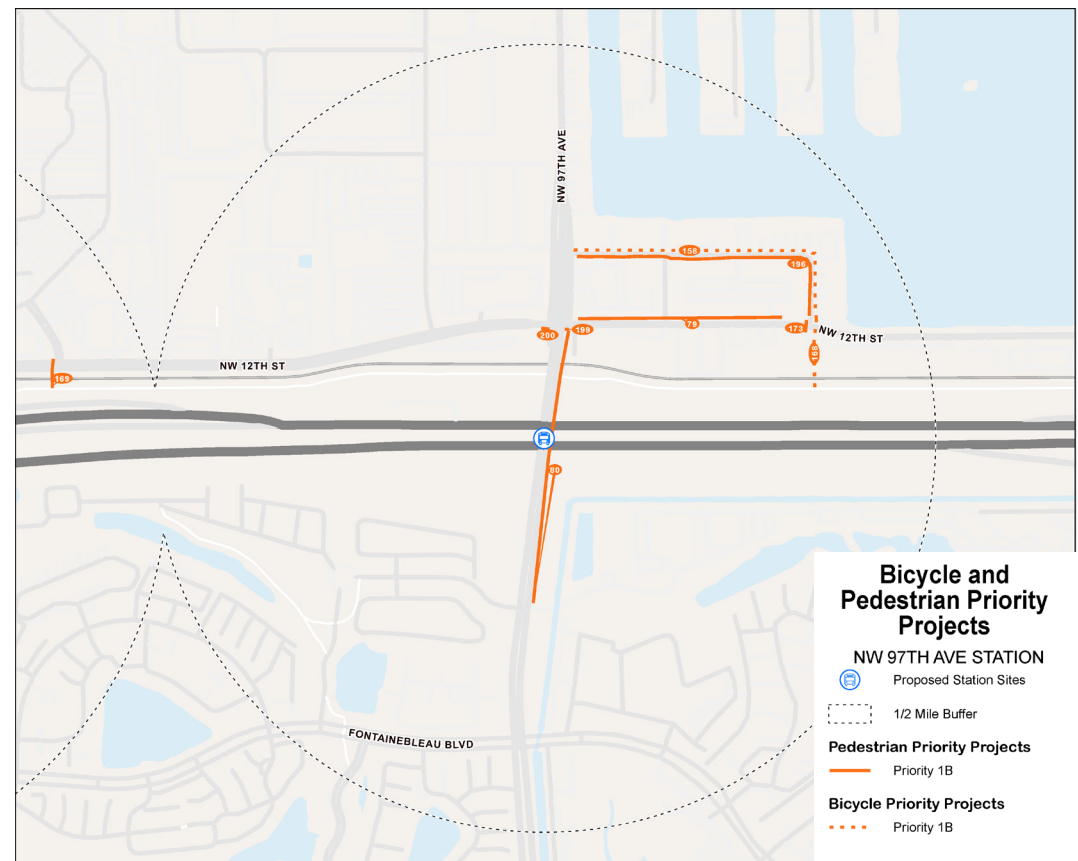 NW 97TH AVE
158
196
79
173
199
200
NW 12TH ST
168
NW 12TH ST
169
80
FONTAINEBLEAU BLVD
Bicycle and
Pedestrian Priority
Projects
NW 97TH AVE STATION
Proposed Station Sites
1/2 Mile Buffer
Pedestrian Priority Projects
Priority 1B
Bicycle Priority Projects
Priority 1B